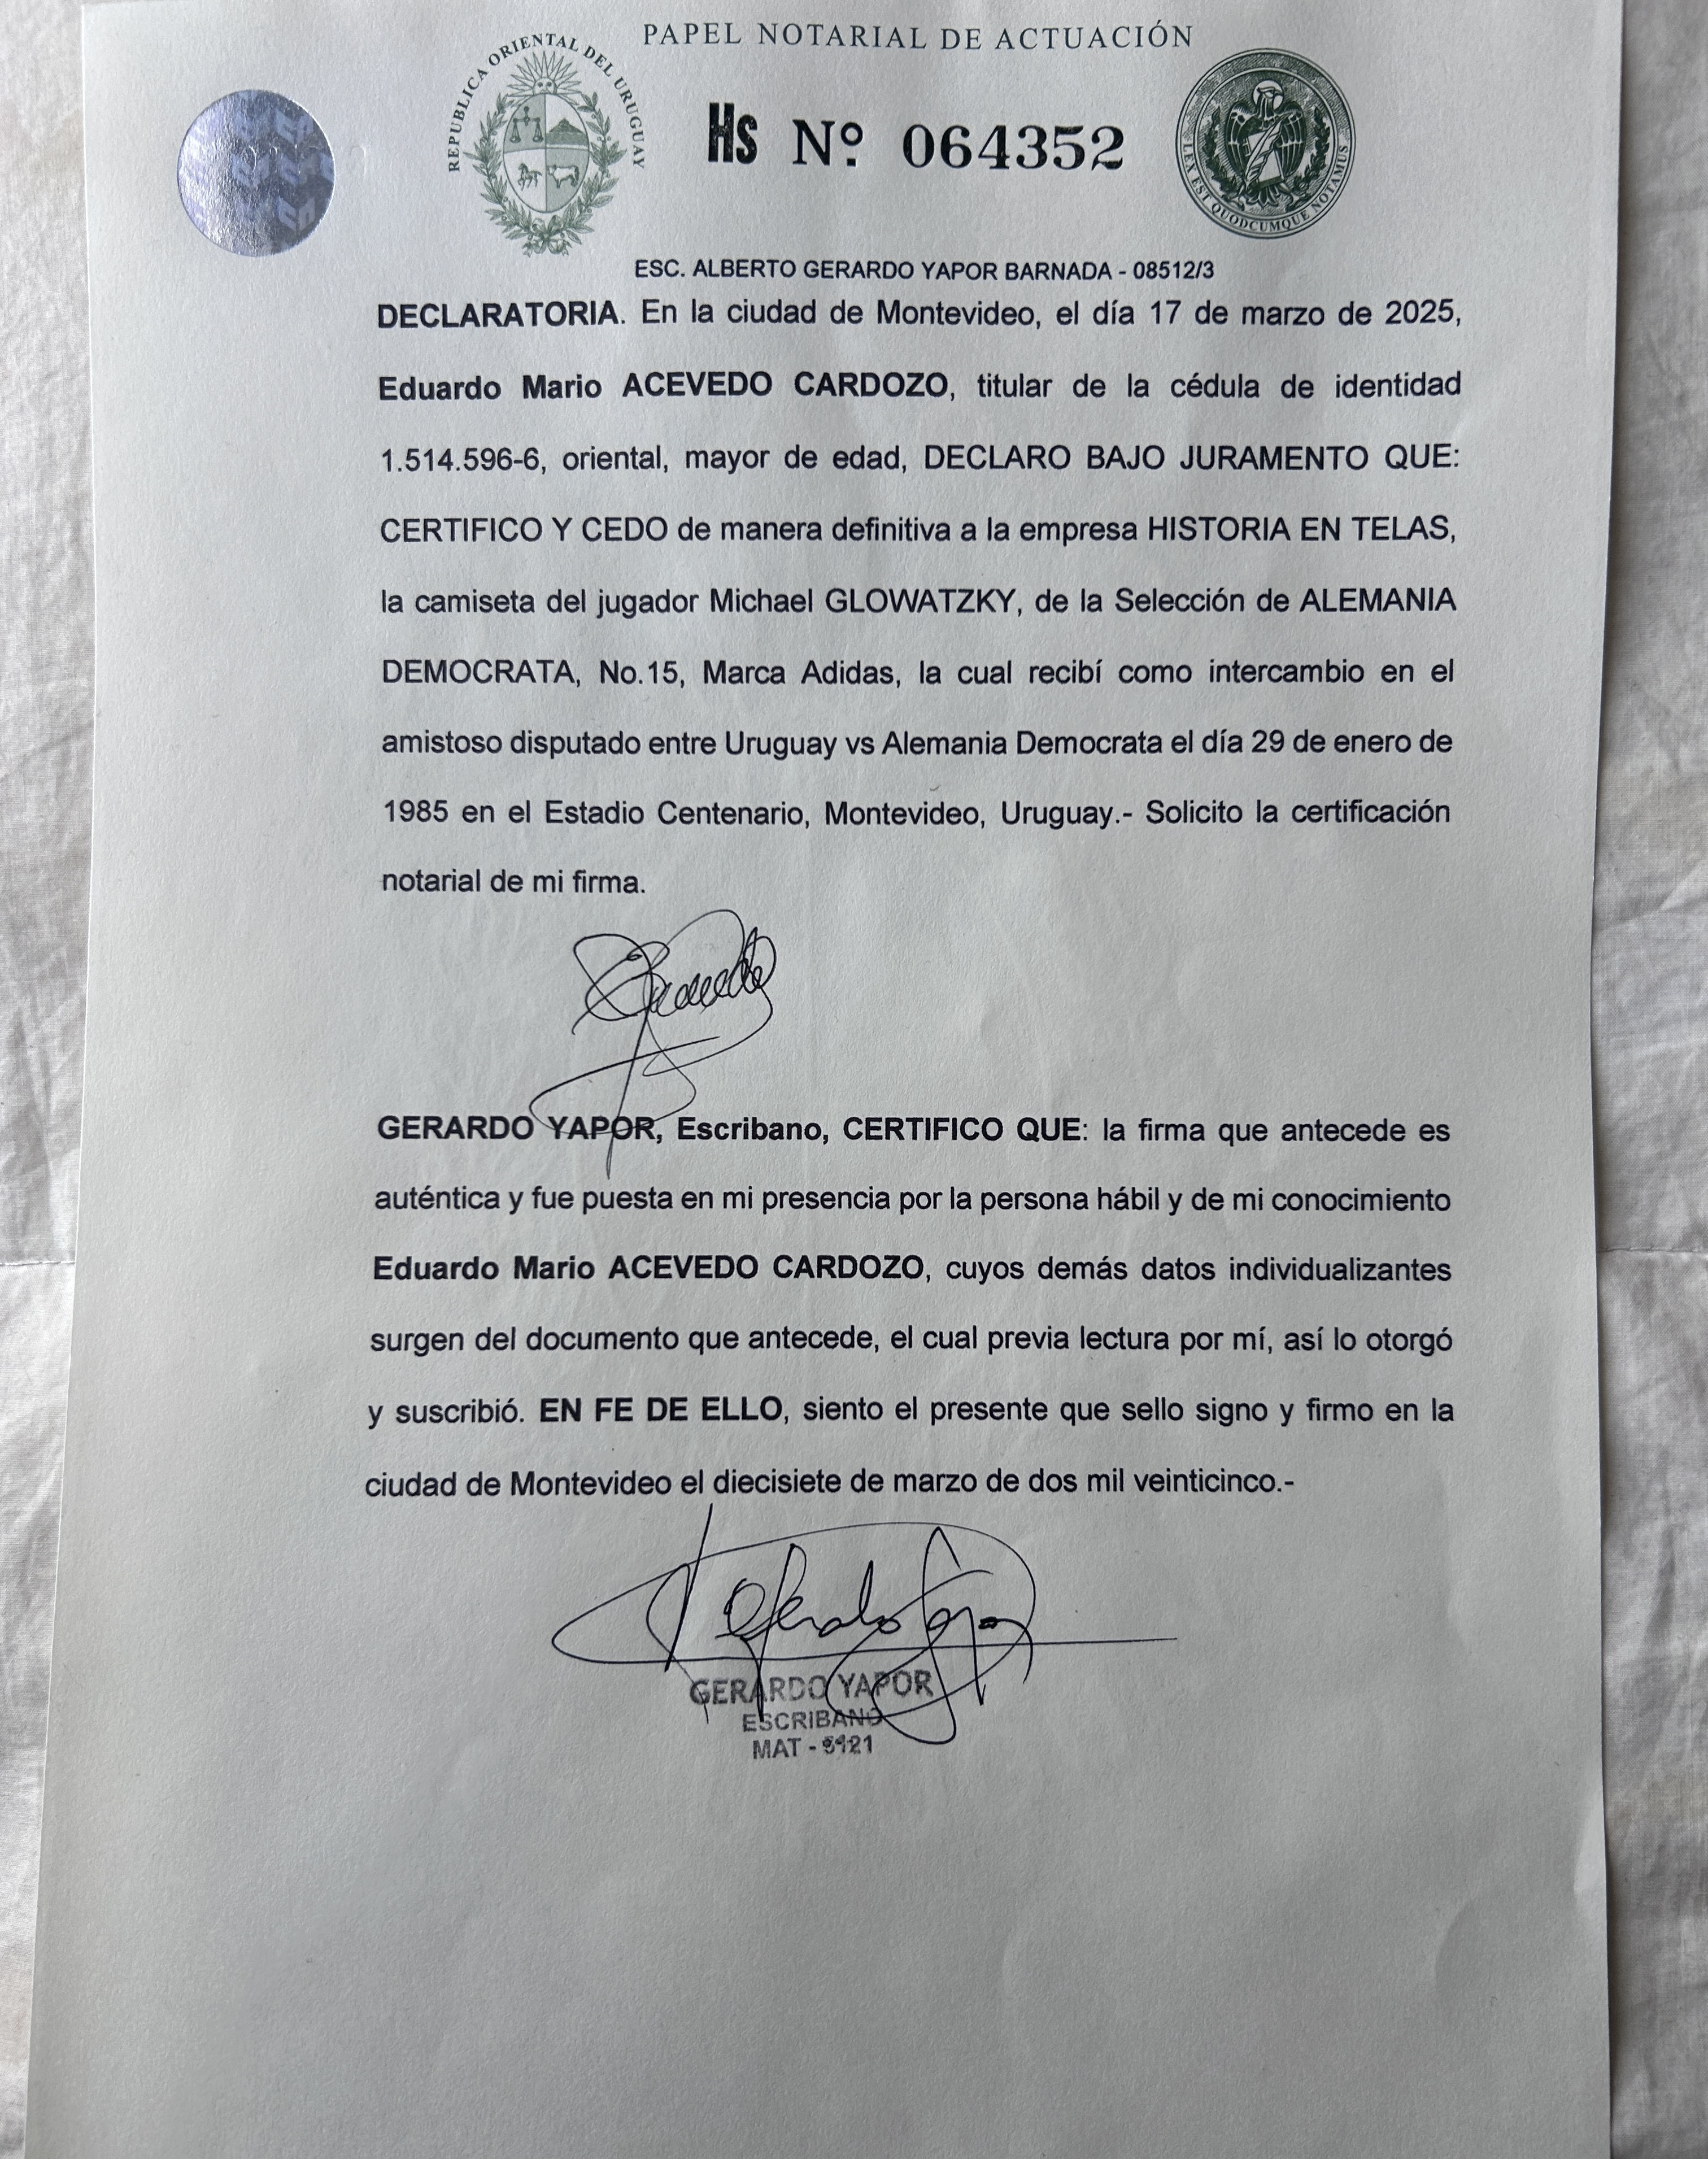 PAPEL NOTARIAL DE ACTUACIÓN
REPUBLICA ORIENTAL DEL URUGUAY
Hs Nº 064352
LEX EST QUODCUMQUE NOTAMUS
ESC. ALBERTO GERARDO YAPOR BARNADA - 08512/3
DECLARATORIA. En la ciudad de Montevideo, el día 17 de marzo de 2025,
Eduardo Mario ACEVEDO CARDOZO, titular de la cédula de identidad
1.514.596-6, oriental, mayor de edad, DECLARO BAJO JURAMENTO QUE:
CERTIFICO Y CEDO de manera definitiva a la empresa HISTORIA EN TELAS,
la camiseta del jugador Michael GLOWATZKY, de la Selección de ALEMANIA
DEMOCRATA, No.15, Marca Adidas, la cual recibí como intercambio en el
amistoso disputado entre Uruguay vs Alemania Democrata el día 29 de enero de
1985 en el Estadio Centenario, Montevideo, Uruguay.- Solicito la certificación
notarial de mi firma.
GERARDO YAPOR, Escribano, CERTIFICO QUE: la firma que antecede es
auténtica y fue puesta en mi presencia por la persona hábil y de mi conocimiento
Eduardo Mario ACEVEDO CARDOZO, cuyos demás datos individualizantes
surgen del documento que antecede, el cual previa lectura por mí, así lo otorgó
y suscribió. EN FE DE ELLO, siento el presente que sello signo y firmo en la
ciudad de Montevideo el diecisiete de marzo de dos mil veinticinco.-
GERARDO YAPOR
ESCRIBANO
MAT -